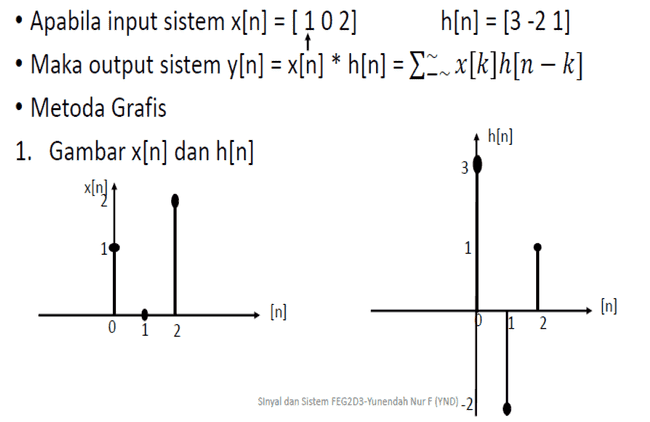 • Apabila input sistem x[n] = [ 1 0 2] h[n] = [3 -2 1]
• Maka output sistem y[n] = x[n] * h[n] = ∑~₋~ x[k]h[n − k]
• Metoda Grafis
1. Gambar x[n] dan h[n]
x[n]
2
1
0 1 2
[n]
h[n]
3
1
0 1 2
[n]
-2
Sinyal dan Sistem FEG2D3-Yunendah Nur F (YND)